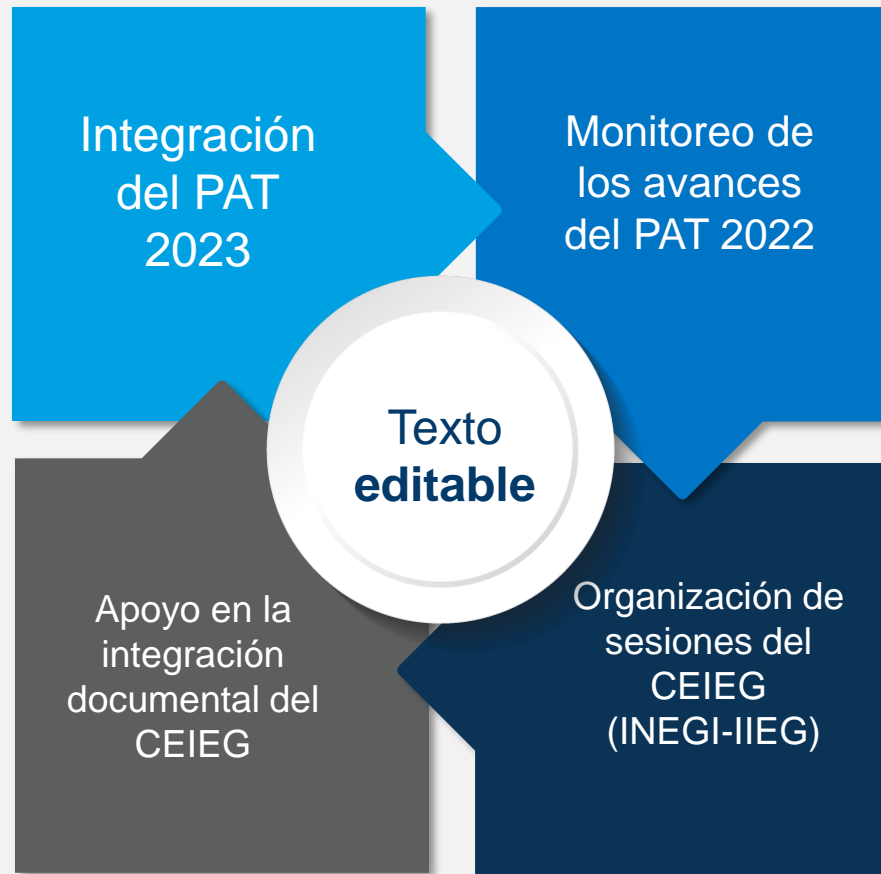 Integración
del PAT
2023
Monitoreo de
los avances
del PAT 2022
Texto
editable
Apoyo en la
integración
documental del
CEIEG
Organización de
sesiones del
CEIEG
(INEGI-IIEG)